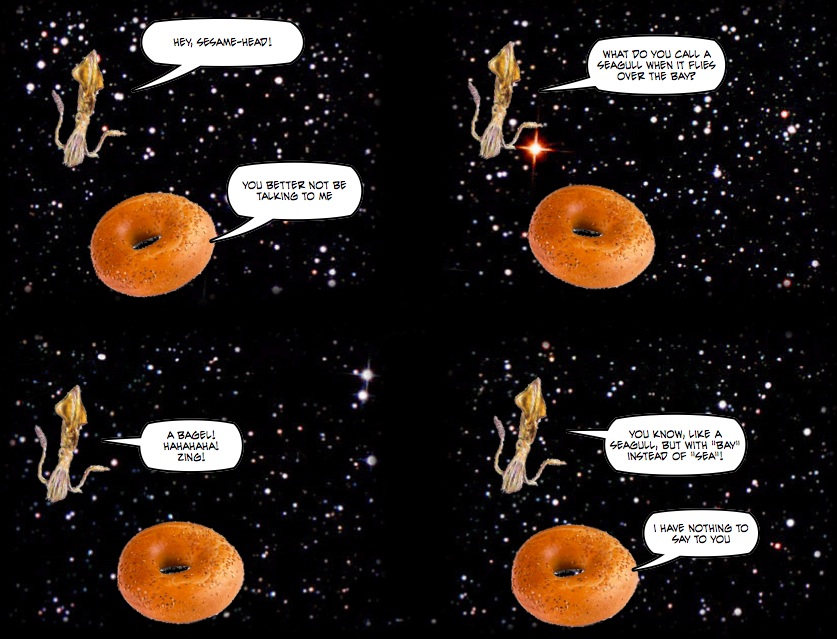 HEY, SESAME-HEAD!
YOU BETTER NOT BE
TALKING TO ME
WHAT DO YOU CALL A
SEAGULL WHEN IT FLIES
OVER THE BAY?
A BAGEL!
HAHAHAHA!
ZING!
YOU KNOW, LIKE A
SEAGULL, BUT WITH "BAY"
INSTEAD OF "SEA"!
I HAVE NOTHING TO
SAY TO YOU